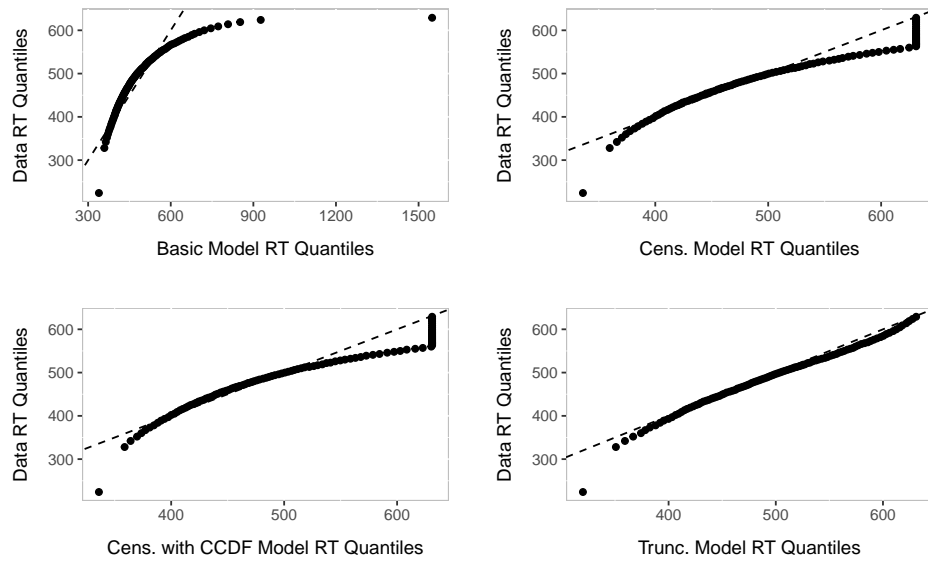 Data RT Quantiles
600
500
400
300
300 600 900 1200 1500
Basic Model RT Quantiles
Data RT Quantiles
600
500
400
300
400 500 600
Cens. Model RT Quantiles
Data RT Quantiles
600
500
400
300
400 500 600
Cens. with CCDF Model RT Quantiles
Data RT Quantiles
600
500
400
300
400 500 600
Trunc. Model RT Quantiles